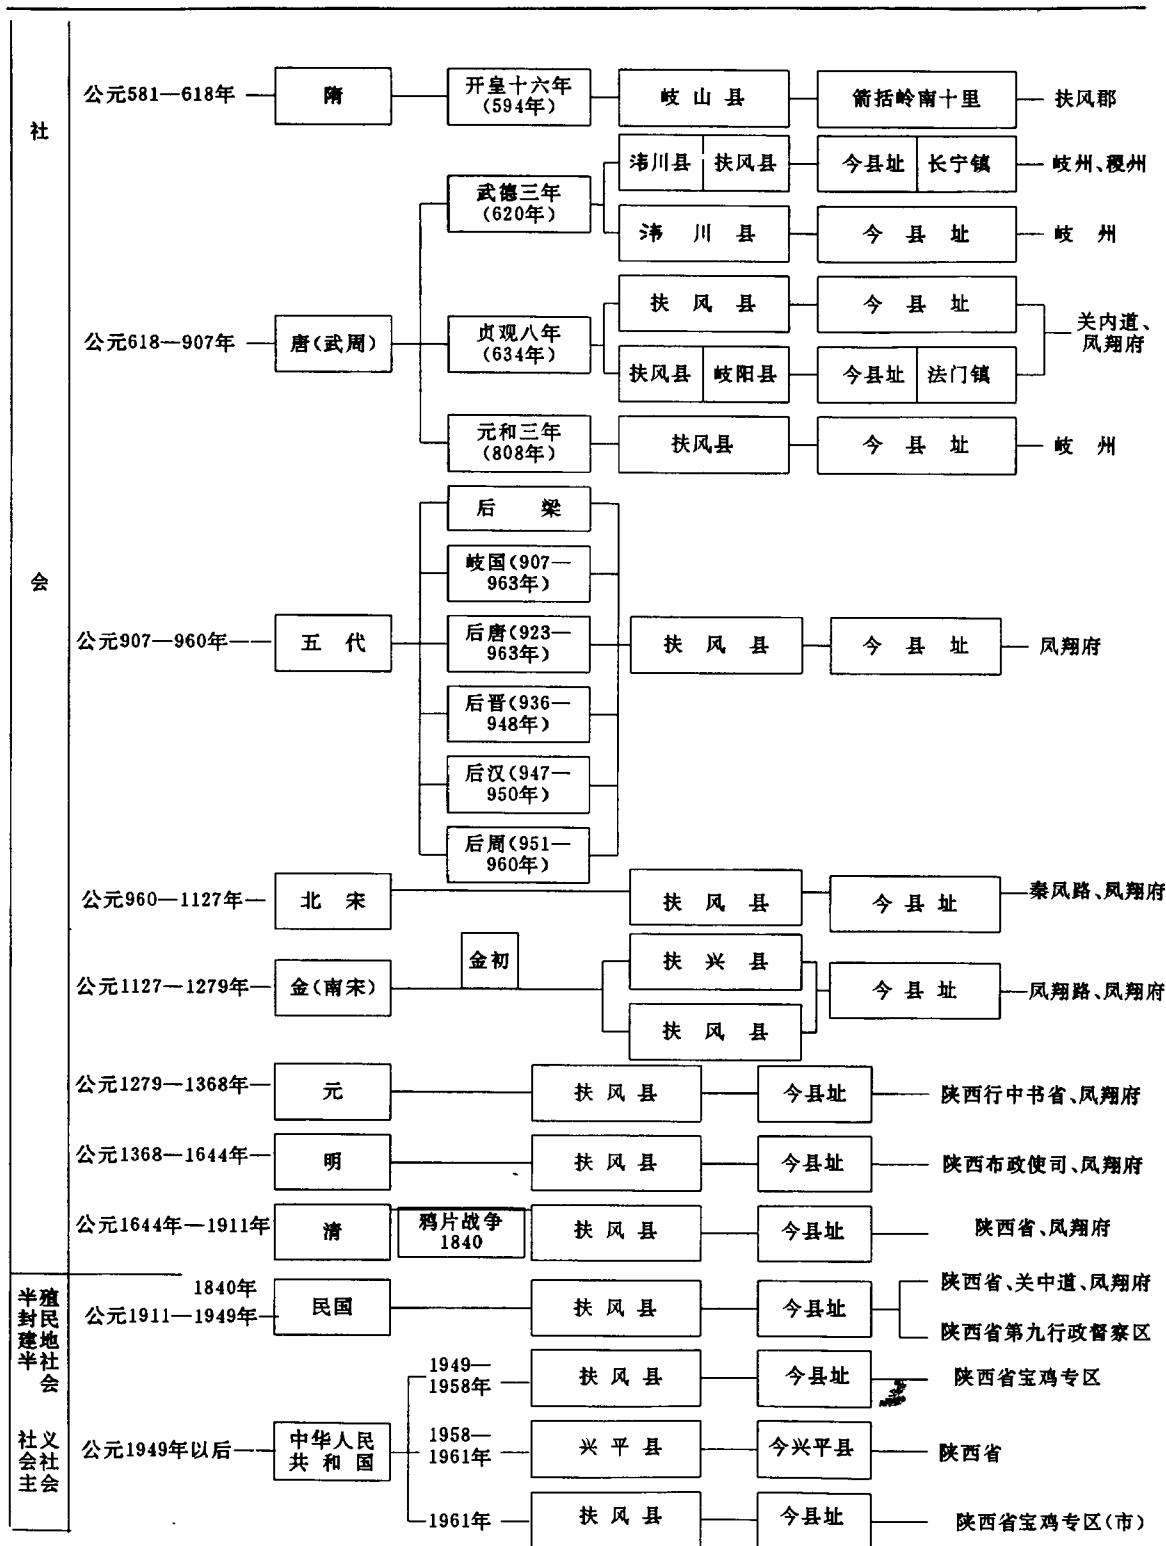 社
会
公元581—618年
隋
开皇十六年
(594年)
岐山县
箭括岭南十里
扶风郡
公元618—907年
唐(武周)
武德三年
(620年)
沣川县 扶风县
今县址 长宁镇
岐州、稷州
川县
今县址
岐州
贞观八年
(634年)
扶风县
今县址
扶风县 岐阳县
今县址 法门镇
关内道、
凤翔府
元和三年
(808年)
扶风县
今县址
岐州
公元907—960年
五代
后梁
岐国(907—
963年)
后唐(923—
963年)
后晋(936—
948年)
后汉(947—
950年)
后周(951—
960年)
扶风县
今县址
凤翔府
公元960—1127年
北宋
扶风县
今县址
秦凤路、凤翔府
公元1127—1279年
金(南宋)
金初
扶兴县
扶风县
今县址
凤翔路、凤翔府
公元1279—1368年
元
扶风县
今县址
陕西行中书省、凤翔府
公元1368—1644年
明
扶风县
今县址
陕西布政使司、凤翔府
公元1644年—1911年
清
鸦片战争
1840
扶风县
今县址
陕西省、凤翔府
半封建半
殖民地社会
1840年
公元1911—1949年
民国
扶风县
今县址
陕西省、关中道、凤翔府
陕西省第九行政督察区
社会主
义社会
公元1949年以后
中华人民
共和国
1949—
1958年
扶风县
今县址
陕西省宝鸡专区
1958—
1961年
兴平县
今兴平县
陕西省
1961年
扶风县
今县址
陕西省宝鸡专区(市)